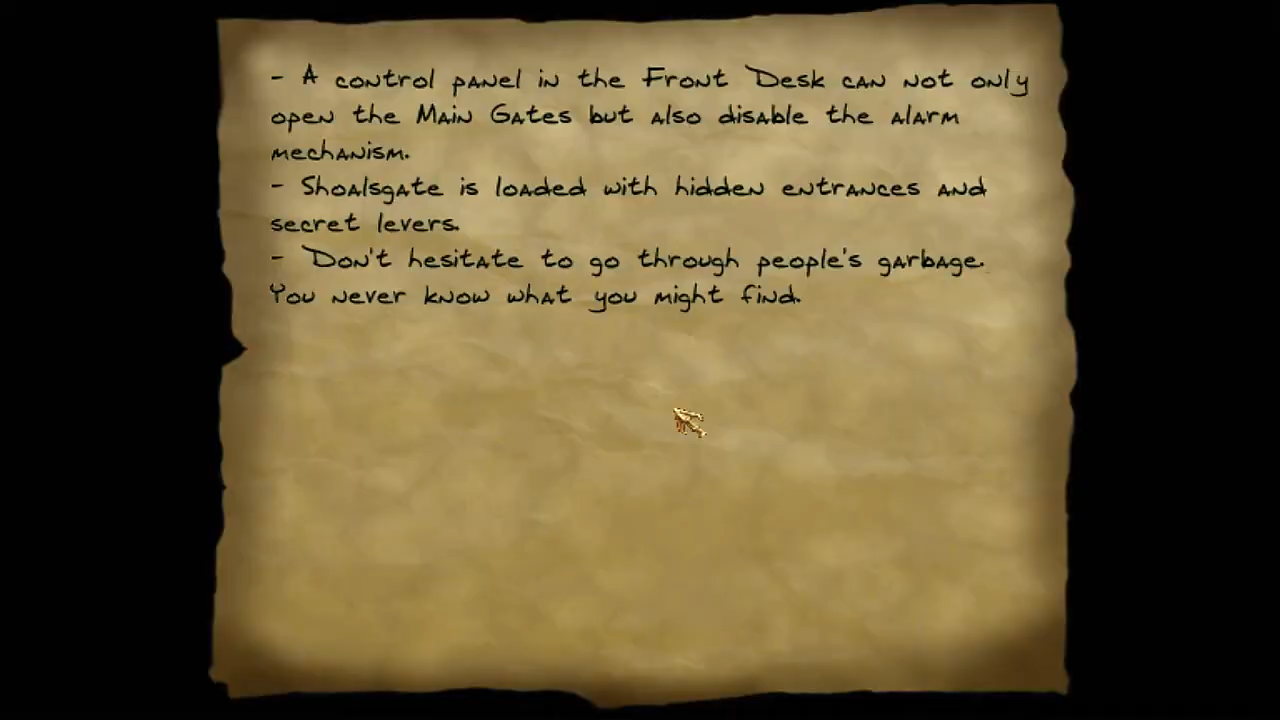 - A control panel in the Front Desk can not only
open the Main Gates but also disable the alarm
mechanism.
- Shoalsgate is loaded with hidden entrances and
secret levers.
- Don't hesitate to go through people's garbage.
You never know what you might find.